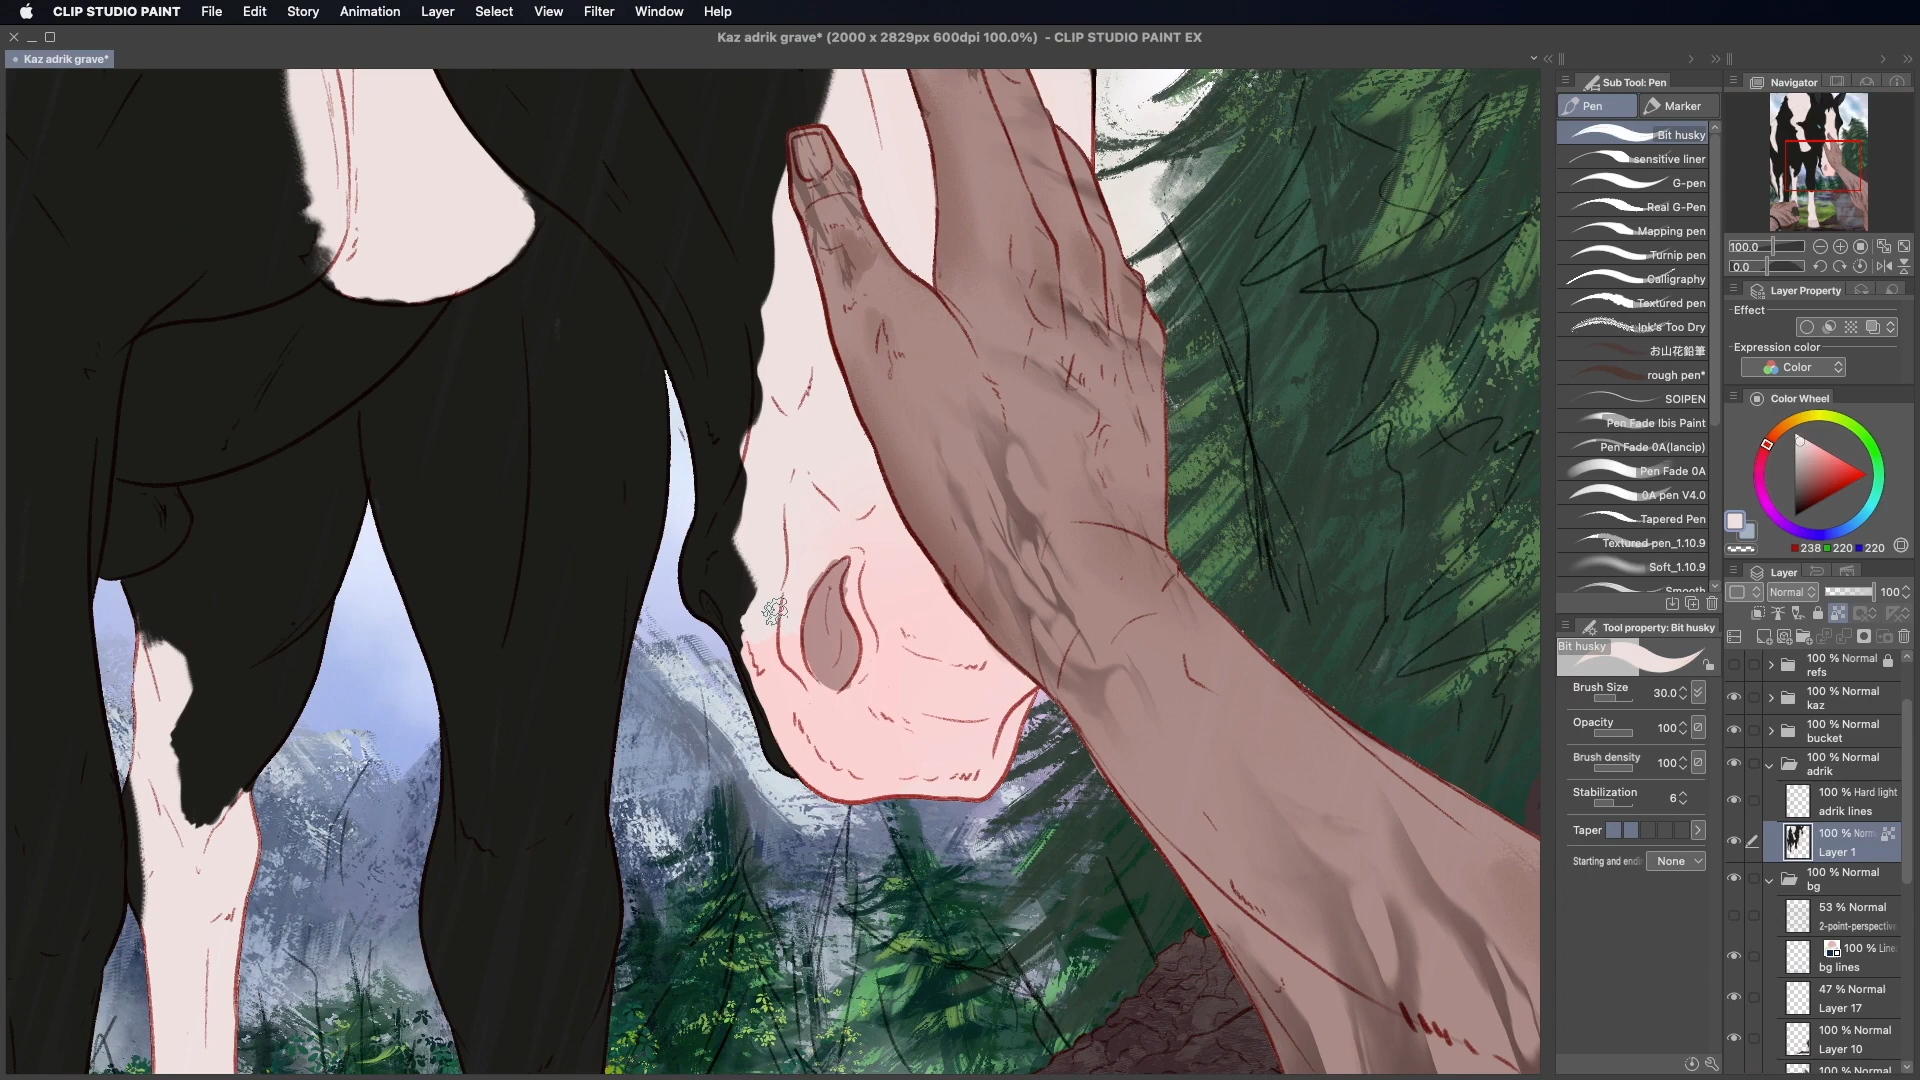 CLIP STUDIO PAINT File Edit Story Animation Layer Select View Filter Window Help
Kaz adrik grave* (2000 x 2829px 600dpi 100.0%) - CLIP STUDIO PAINT EX
Kaz adrik grave*
Sub Tool: Pen
Pen Marker
Bit husky
sensitive liner
G-pen
Real G-Pen
Mapping pen
Turnip pen
Calligraphy
Textured pen
Ink's Too Dry
お山花鉛筆
rough pen*
SOIPEN
Pen Fade Ibis Paint
Pen Fade 0A(lancip)
Pen Fade 0A
0A pen V4.0
Tapered Pen
Textured pen_1.10.9
Soft_1.10.9
Smooth
Tool property: Bit husky
Bit husky
Brush Size 30.0
Opacity 100
Brush density 100
Stabilization 6
Taper
Starting and endin None
Navigator
100.0
0.0
Layer Property
Effect
Expression color
Color
Color Wheel
238 220 220
Layer
Normal 100
100 % Normal
refs
100 % Normal
kaz
100 % Normal
bucket
100 % Normal
adrik
100 % Hard light
adrik lines
100 % Norm
Layer 1
100 % Normal
bg
53 % Normal
2-point-perspective
100 % Line
bg lines
47 % Normal
Layer 17
100 % Normal
Layer 10
100 % Normal